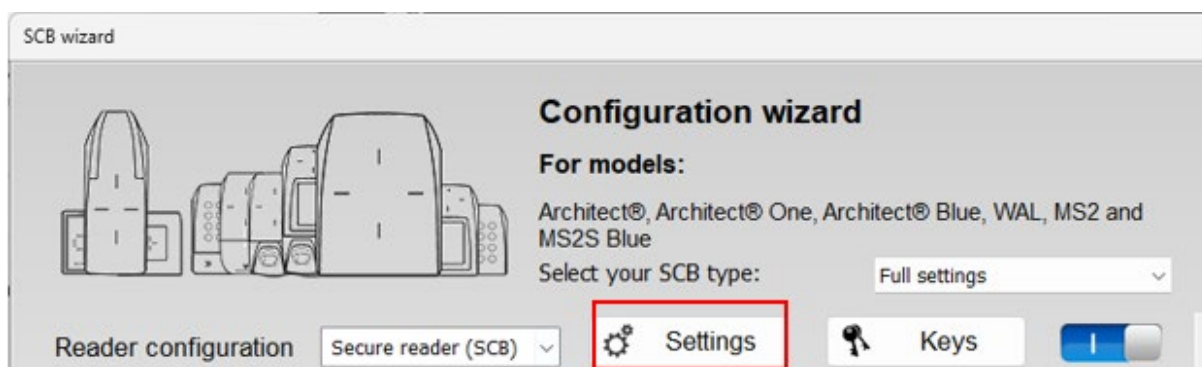 SCB wizard
Configuration wizard
For models:
Architect®, Architect® One, Architect® Blue, WAL, MS2 and
MS2S Blue
Select your SCB type: Full settings
Reader configuration Secure reader (SCB) Settings Keys